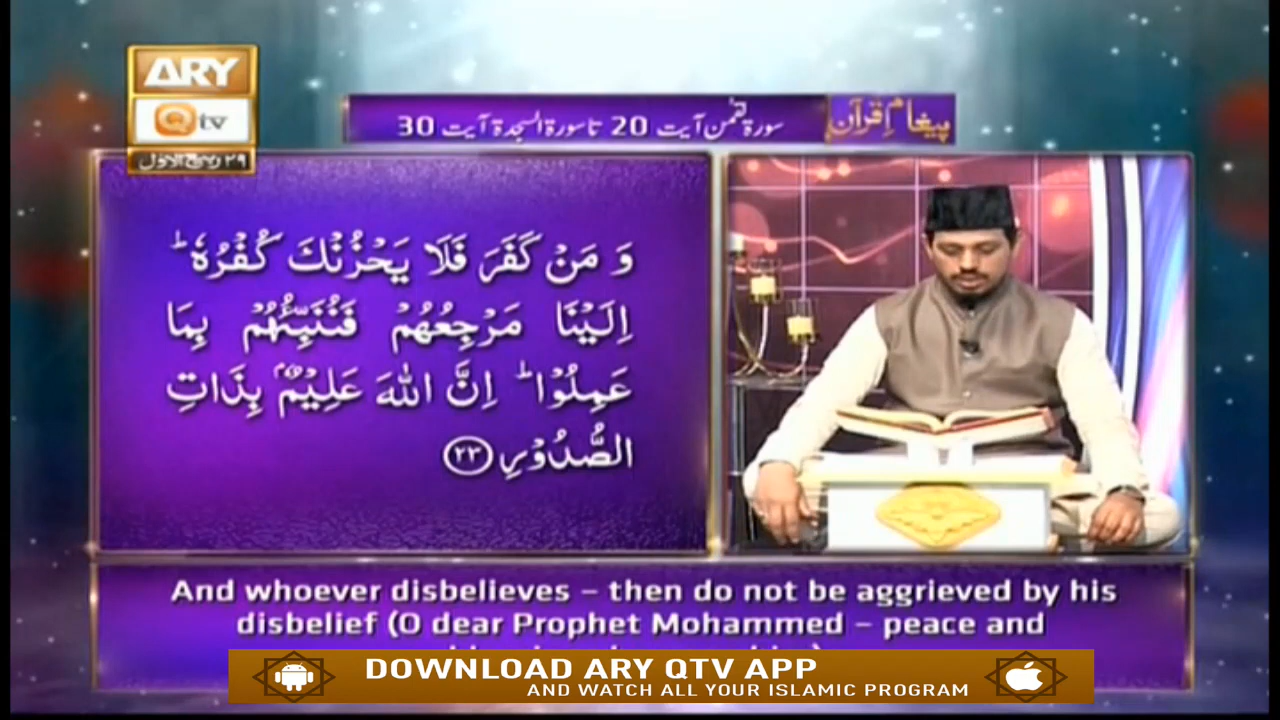 ARY
Qtv
۲۹ ربیع الاول
پیغام قرآن
سورۃ لقمٰن آیت 20 تا سورۃ السجدۃ آیت 30
وَ مَنْ كَفَرَ فَلَا یَحْزُنْكَ كُفْرُهٗ ؕ
اِلَیْنَا مَرْجِعُهُمْ فَنُنَبِّئُهُمْ بِمَا
عَمِلُوْا ؕ اِنَّ اللّٰهَ عَلِیْمٌۢ بِذَاتِ
الصُّدُوْرِ ﴿۲۳﴾
And whoever disbelieves – then do not be aggrieved by his
disbelief (O dear Prophet Mohammed – peace and
DOWNLOAD ARY QTV APP
AND WATCH ALL YOUR ISLAMIC PROGRAM